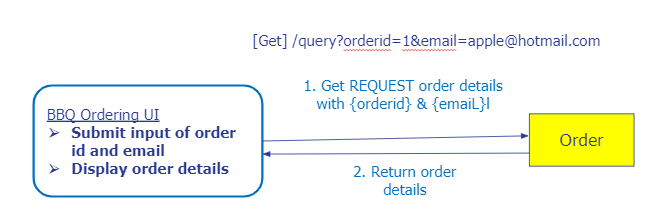 [Get] /query?orderid=1&email=apple@hotmail.com
1. Get REQUEST order details
with {orderid} & {emaiL}l
BBQ Ordering UI
➢ Submit input of order
id and email
➢ Display order details
Order
2. Return order
details